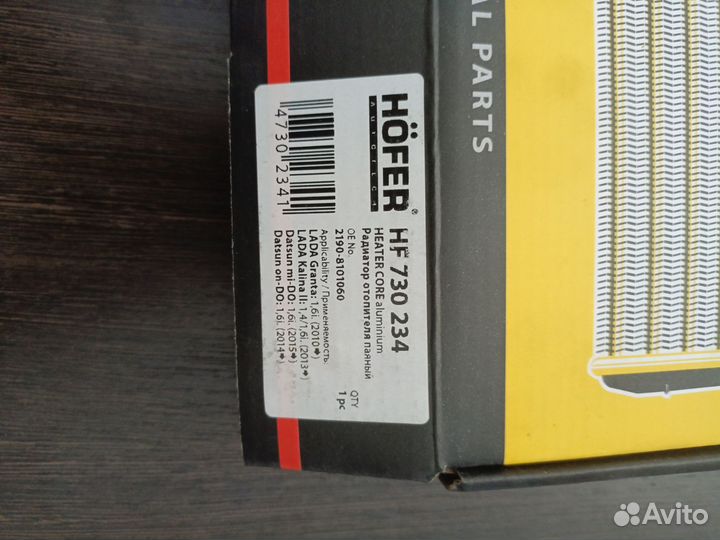 AL PARTS
HÖFER®
AUTOTEILE
HF 730 234
HEATER CORE aluminium
Радиатор отопителя паяный
OE No. QTY
2190-8101060 1 pc
Applicability / Применяемость:
LADA Granta: 1,6i. (2010➧)
LADA Kalina II: 1,4/1,6i. (2013➧)
Datsun mi-DO: 1,6i. (2015➧)
Datsun on-DO: 1,6i. (2014➧)
4730 2341
Avito